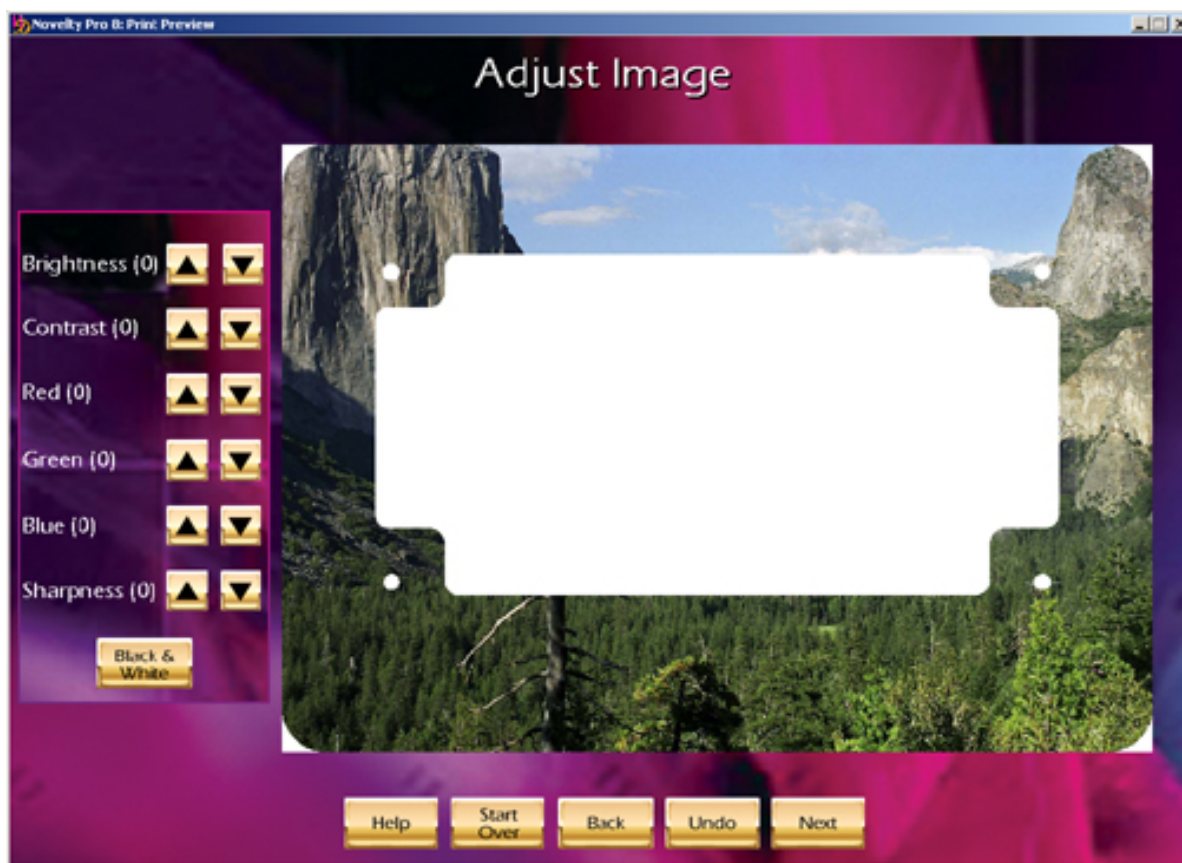 Novelty Pro 8: Print Preview
Adjust Image
Brightness (0)
Contrast (0)
Red (0)
Green (0)
Blue (0)
Sharpness (0)
Black &
White
Help
Start
Over
Back
Undo
Next